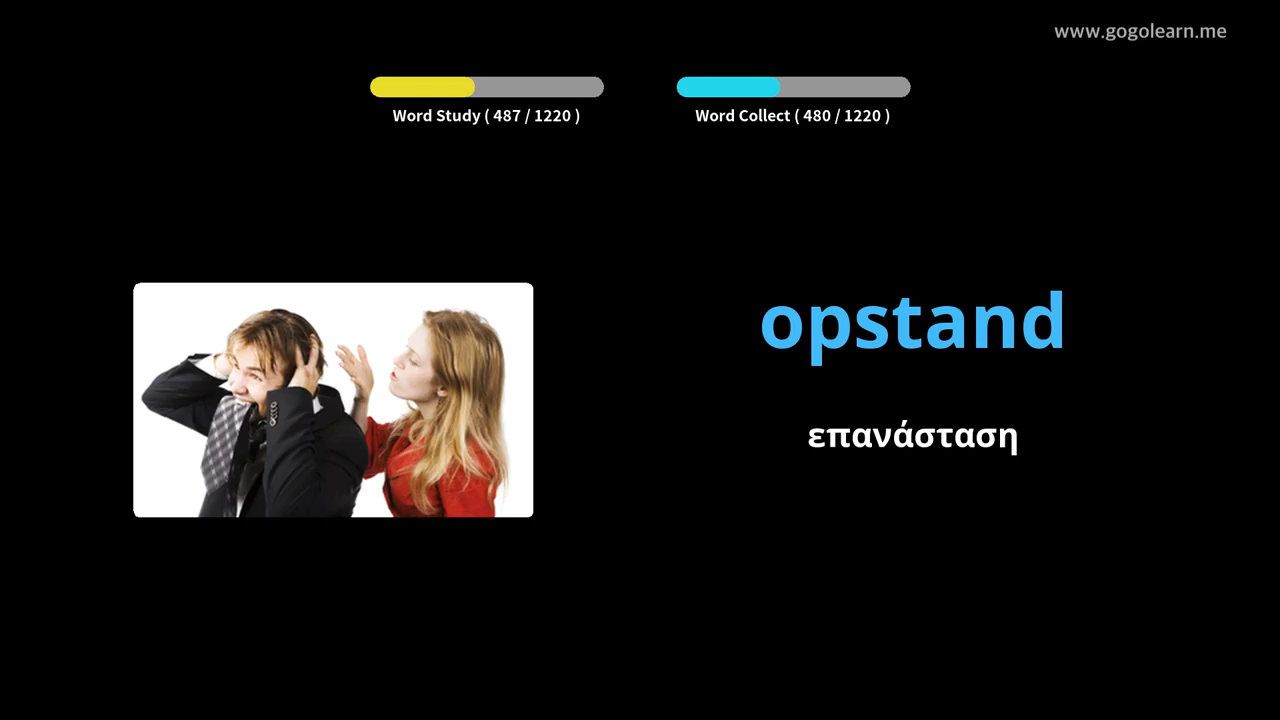 www.gogolearn.me
Word Study ( 487 / 1220 )
Word Collect ( 480 / 1220 )
opstand
επανάσταση